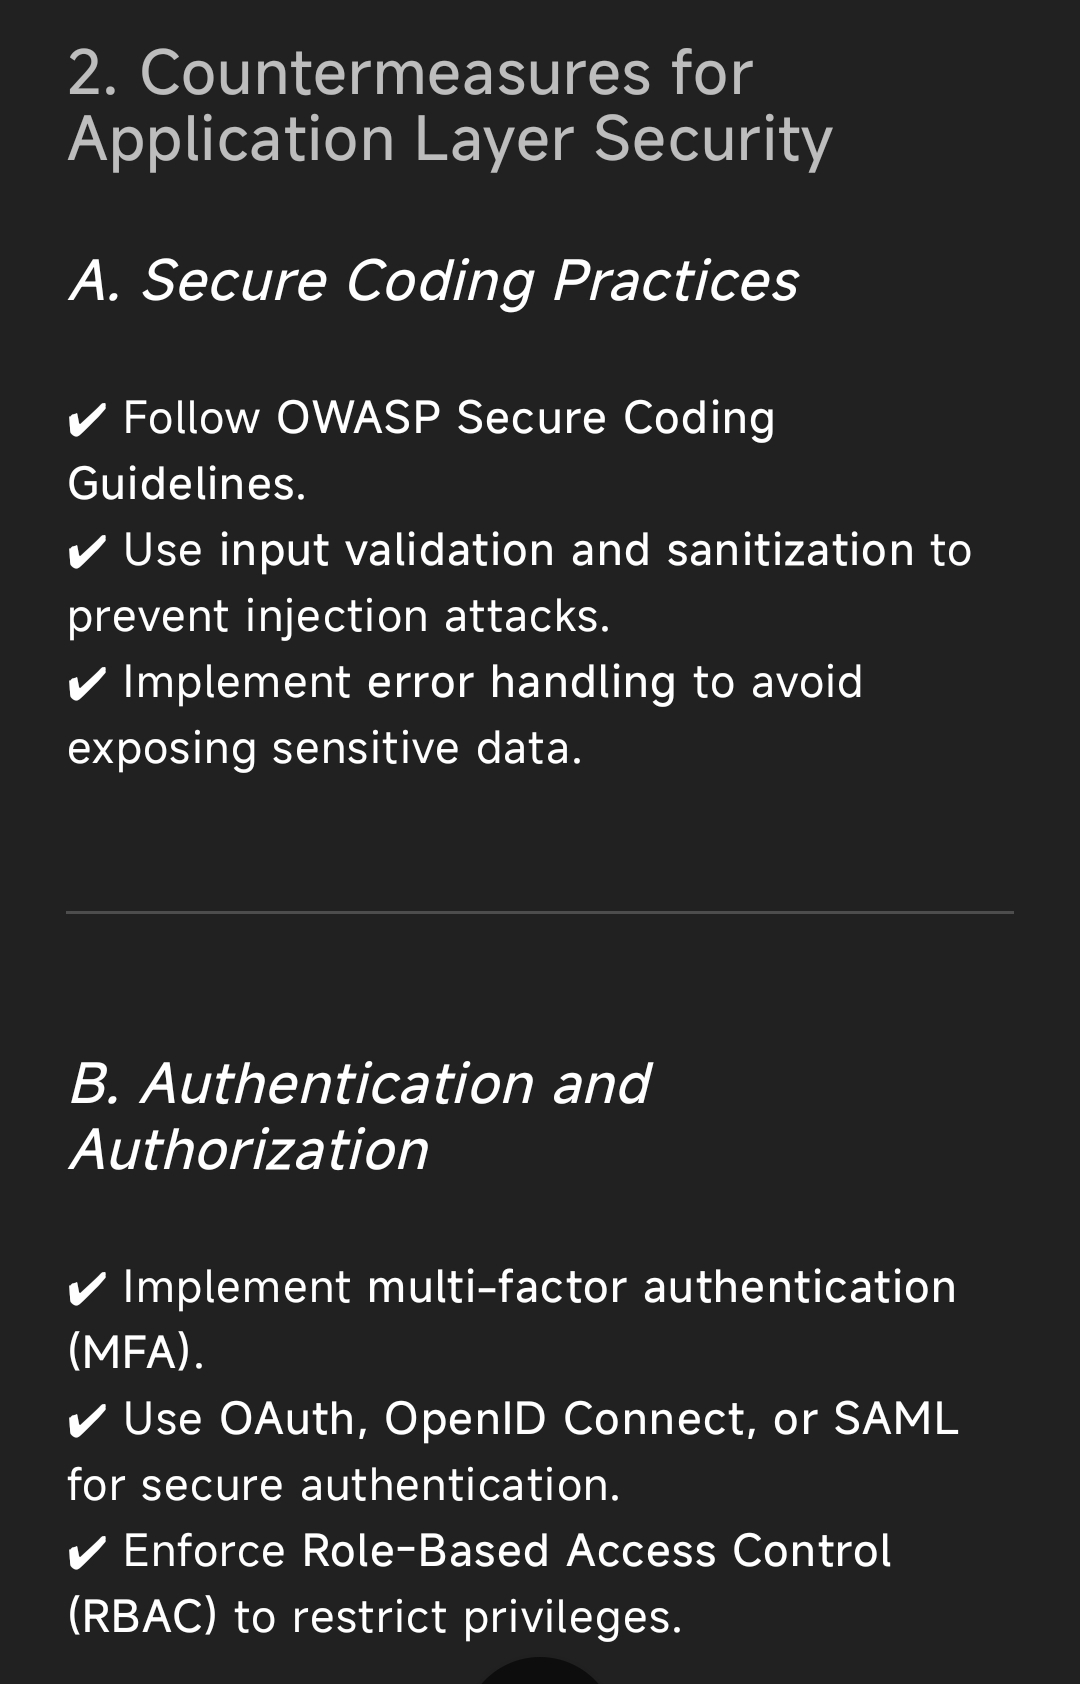 2. Countermeasures for
Application Layer Security
A. Secure Coding Practices
✔ Follow OWASP Secure Coding
Guidelines.
✔ Use input validation and sanitization to
prevent injection attacks.
✔ Implement error handling to avoid
exposing sensitive data.
B. Authentication and
Authorization
✔ Implement multi-factor authentication
(MFA).
✔ Use OAuth, OpenID Connect, or SAML
for secure authentication.
✔ Enforce Role-Based Access Control
(RBAC) to restrict privileges.